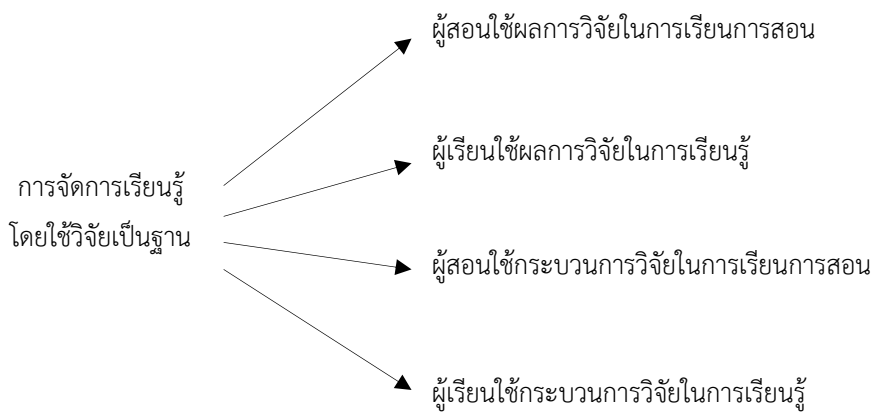 ผู้สอนใช้ผลการวิจัยในการเรียนการสอน
ผู้เรียนใช้ผลการวิจัยในการเรียนรู้
การจัดการเรียนรู้
โดยใช้วิจัยเป็นฐาน
ผู้สอนใช้กระบวนการวิจัยในการเรียนการสอน
ผู้เรียนใช้กระบวนการวิจัยในการเรียนรู้